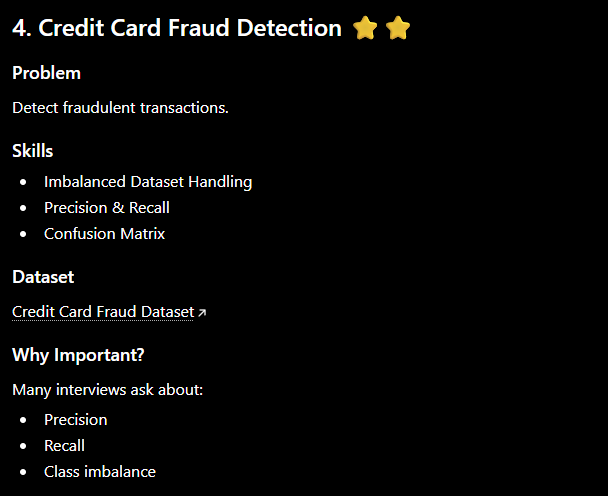 4. Credit Card Fraud Detection ⭐⭐
Problem
Detect fraudulent transactions.
Skills
• Imbalanced Dataset Handling
• Precision & Recall
• Confusion Matrix
Dataset
Credit Card Fraud Dataset ↗
Why Important?
Many interviews ask about:
• Precision
• Recall
• Class imbalance